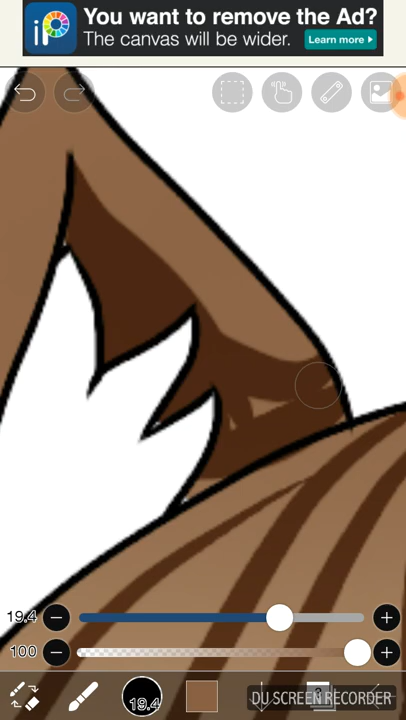 iP
You want to remove the Ad?
The canvas will be wider.
Learn more
19.4
100
19.4
DU SCREEN RECORDER